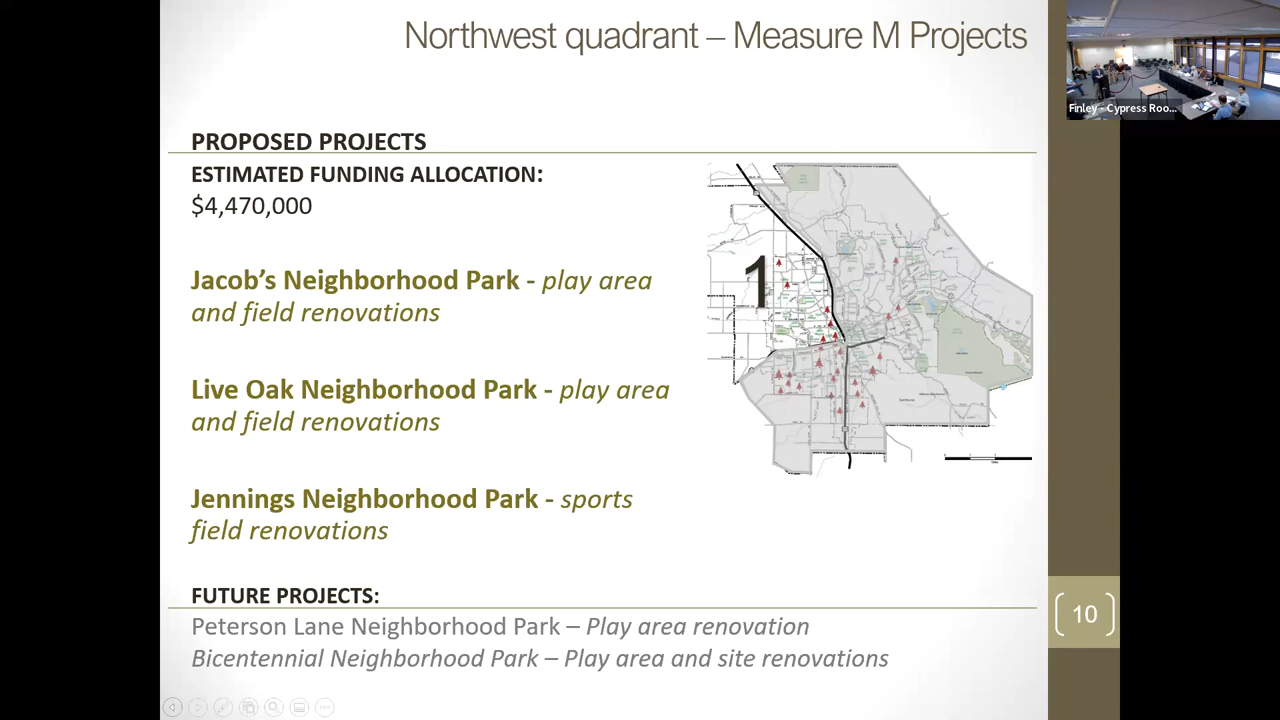 Northwest quadrant – Measure M Projects
Finley - Cypress Roo...
PROPOSED PROJECTS
ESTIMATED FUNDING ALLOCATION:
$4,470,000
Jacob's Neighborhood Park - play area
and field renovations
Live Oak Neighborhood Park - play area
and field renovations
Jennings Neighborhood Park - sports
field renovations
1
FUTURE PROJECTS:
Peterson Lane Neighborhood Park – Play area renovation
Bicentennial Neighborhood Park – Play area and site renovations
10